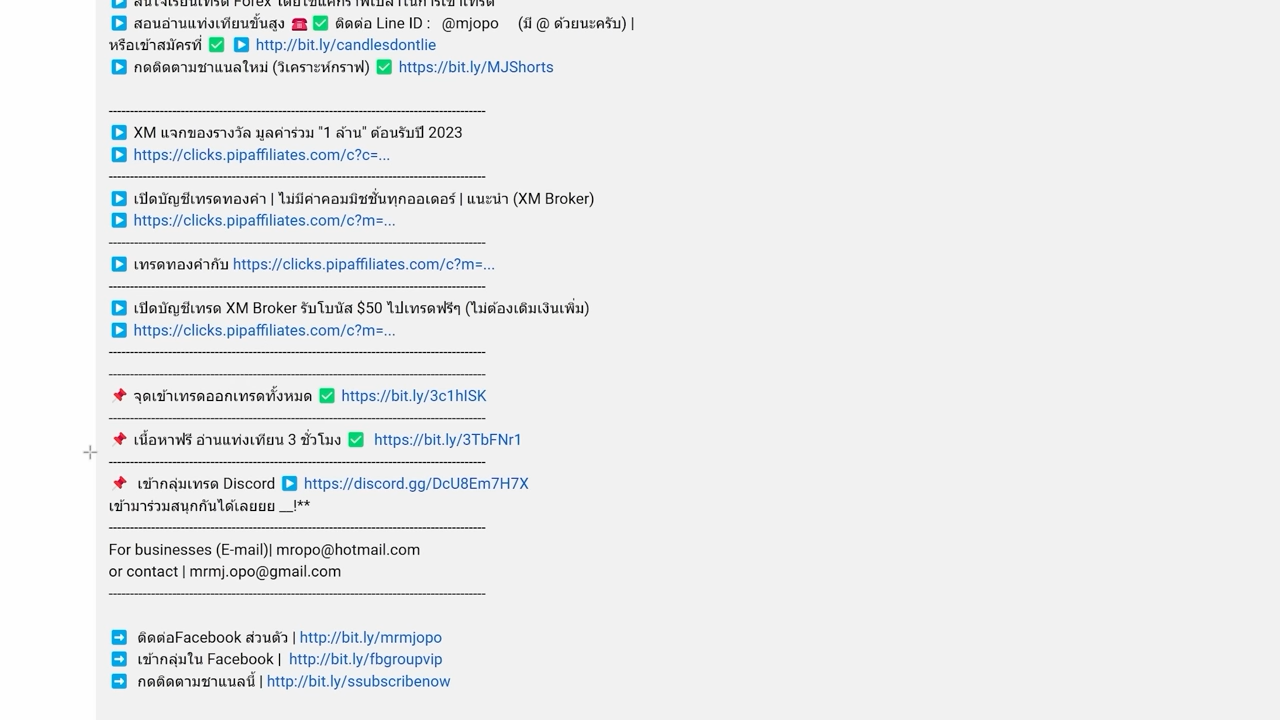 ▶️ สนใจเรียนเทรด Forex โดยใช้แค่กราฟเปล่าในการเข้าเทรด
▶️ สอนอ่านแท่งเทียนขั้นสูง ☎️ ✅ ติดต่อ Line ID : @mjopo (มี @ ด้วยนะครับ) |
หรือเข้าสมัครที่ ✅ ▶️ http://bit.ly/candlesdontlie
▶️ กดติดตามชาแนลใหม่ (วิเคราะห์กราฟ) ✅ https://bit.ly/MJShorts
------------------------------------------------------------------------------------------
▶️ XM แจกของรางวัล มูลค่าร่วม "1 ล้าน" ต้อนรับปี 2023
▶️ https://clicks.pipaffiliates.com/c?c=...
------------------------------------------------------------------------------------------
▶️ เปิดบัญชีเทรดทองคำ | ไม่มีค่าคอมมิชชั่นทุกออเดอร์ | แนะนำ (XM Broker)
▶️ https://clicks.pipaffiliates.com/c?m=...
------------------------------------------------------------------------------------------
▶️ เทรดทองคำกับ https://clicks.pipaffiliates.com/c?m=...
------------------------------------------------------------------------------------------
▶️ เปิดบัญชีเทรด XM Broker รับโบนัส $50 ไปเทรดฟรีๆ (ไม่ต้องเติมเงินเพิ่ม)
▶️ https://clicks.pipaffiliates.com/c?m=...
------------------------------------------------------------------------------------------
------------------------------------------------------------------------------------------
📌 จุดเข้าเทรดออกเทรดทั้งหมด ✅ https://bit.ly/3c1hISK
------------------------------------------------------------------------------------------
📌 เนื้อหาฟรี อ่านแท่งเทียน 3 ชั่วโมง ✅ https://bit.ly/3TbFNr1
------------------------------------------------------------------------------------------
📌 เข้ากลุ่มเทรด Discord ▶️ https://discord.gg/DcU8Em7H7X
เข้ามาร่วมสนุกกันได้เลยยย __!**
------------------------------------------------------------------------------------------
For businesses (E-mail)| mropo@hotmail.com
or contact | mrmj.opo@gmail.com
------------------------------------------------------------------------------------------
➡️ ติดต่อFacebook ส่วนตัว | http://bit.ly/mrmjopo
➡️ เข้ากลุ่มใน Facebook | http://bit.ly/fbgroupvip
➡️ กดติดตามชาแนลนี้ | http://bit.ly/ssubscribenow